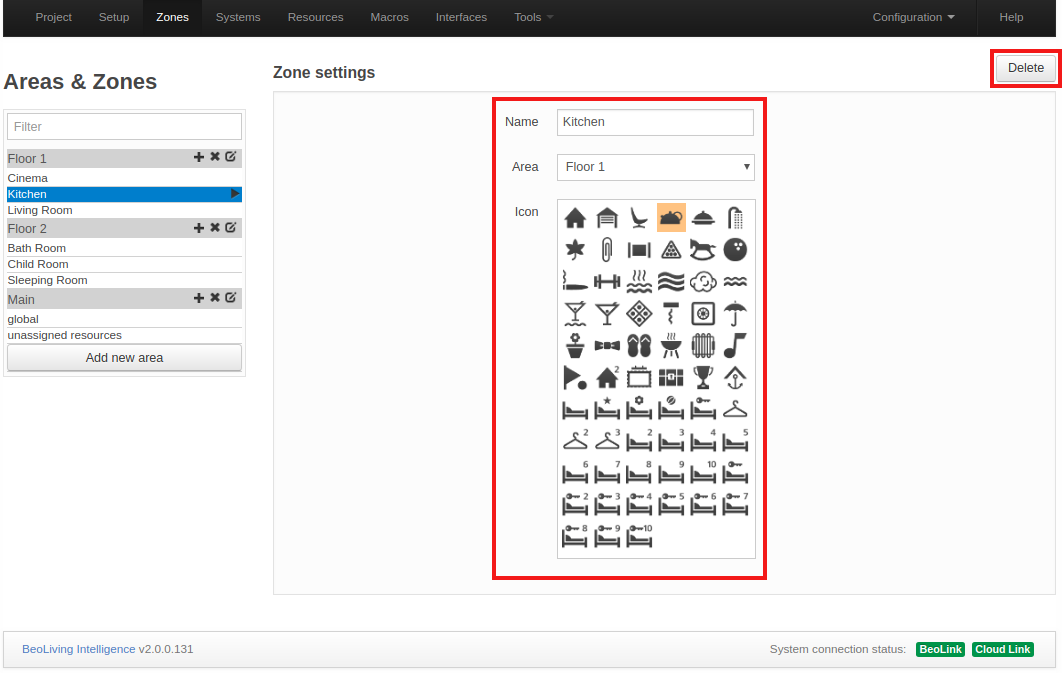 Project Setup Zones Systems Resources Macros Interfaces Tools Configuration Help
Areas & Zones
Zone settings
Delete
Filter
Floor 1
Cinema
Kitchen
Living Room
Floor 2
Bath Room
Child Room
Sleeping Room
Main
global
unassigned resources
Add new area
Name Kitchen
Area Floor 1
Icon
2
2 3 2 3 4 5
6 7 8 9 10
2 3 4 5 6 7
8 9 10
BeoLiving Intelligence v2.0.0.131
System connection status: BeoLink Cloud Link